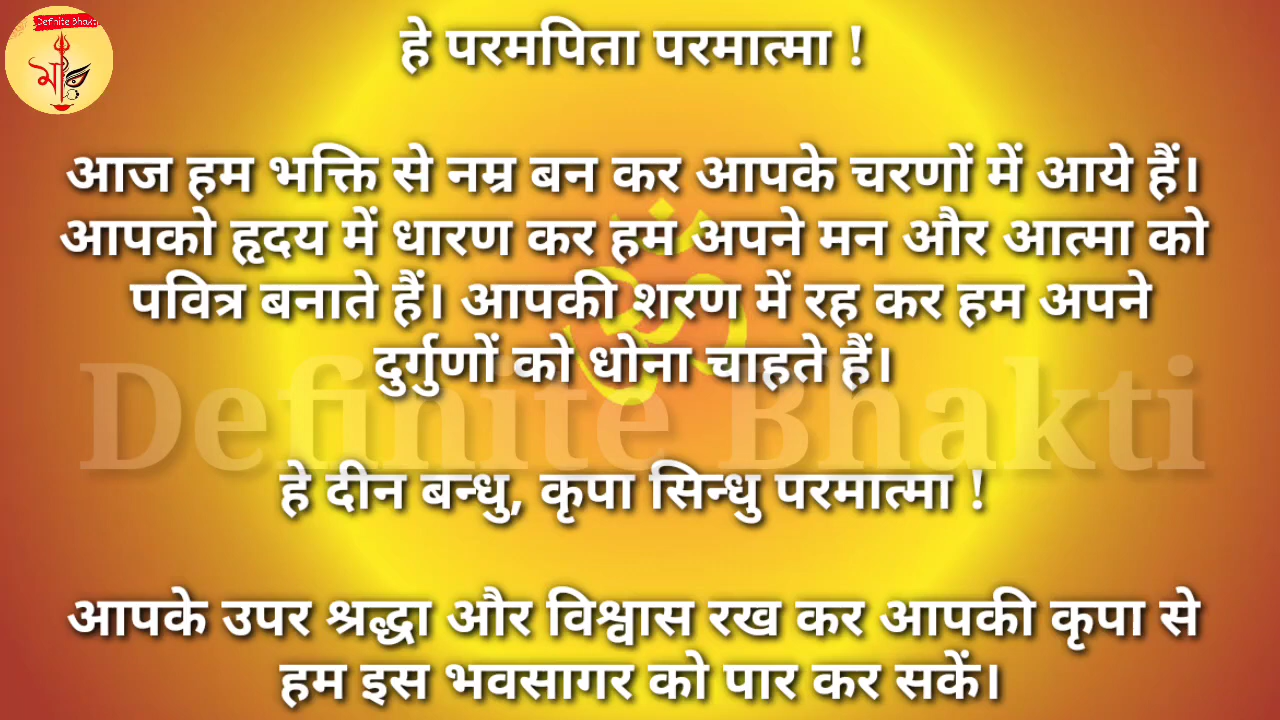 Definite Bhakti
माँ
हे परमपिता परमात्मा !
आज हम भक्ति से नम्र बन कर आपके चरणों में आये हैं।
आपको हृदय में धारण कर हम अपने मन और आत्मा को
पवित्र बनाते हैं। आपकी शरण में रह कर हम अपने
दुर्गुणों को धोना चाहते हैं।
ॐ
Definite Bhakti
हे दीन बन्धु, कृपा सिन्धु परमात्मा !
आपके उपर श्रद्धा और विश्वास रख कर आपकी कृपा से
हम इस भवसागर को पार कर सकें।